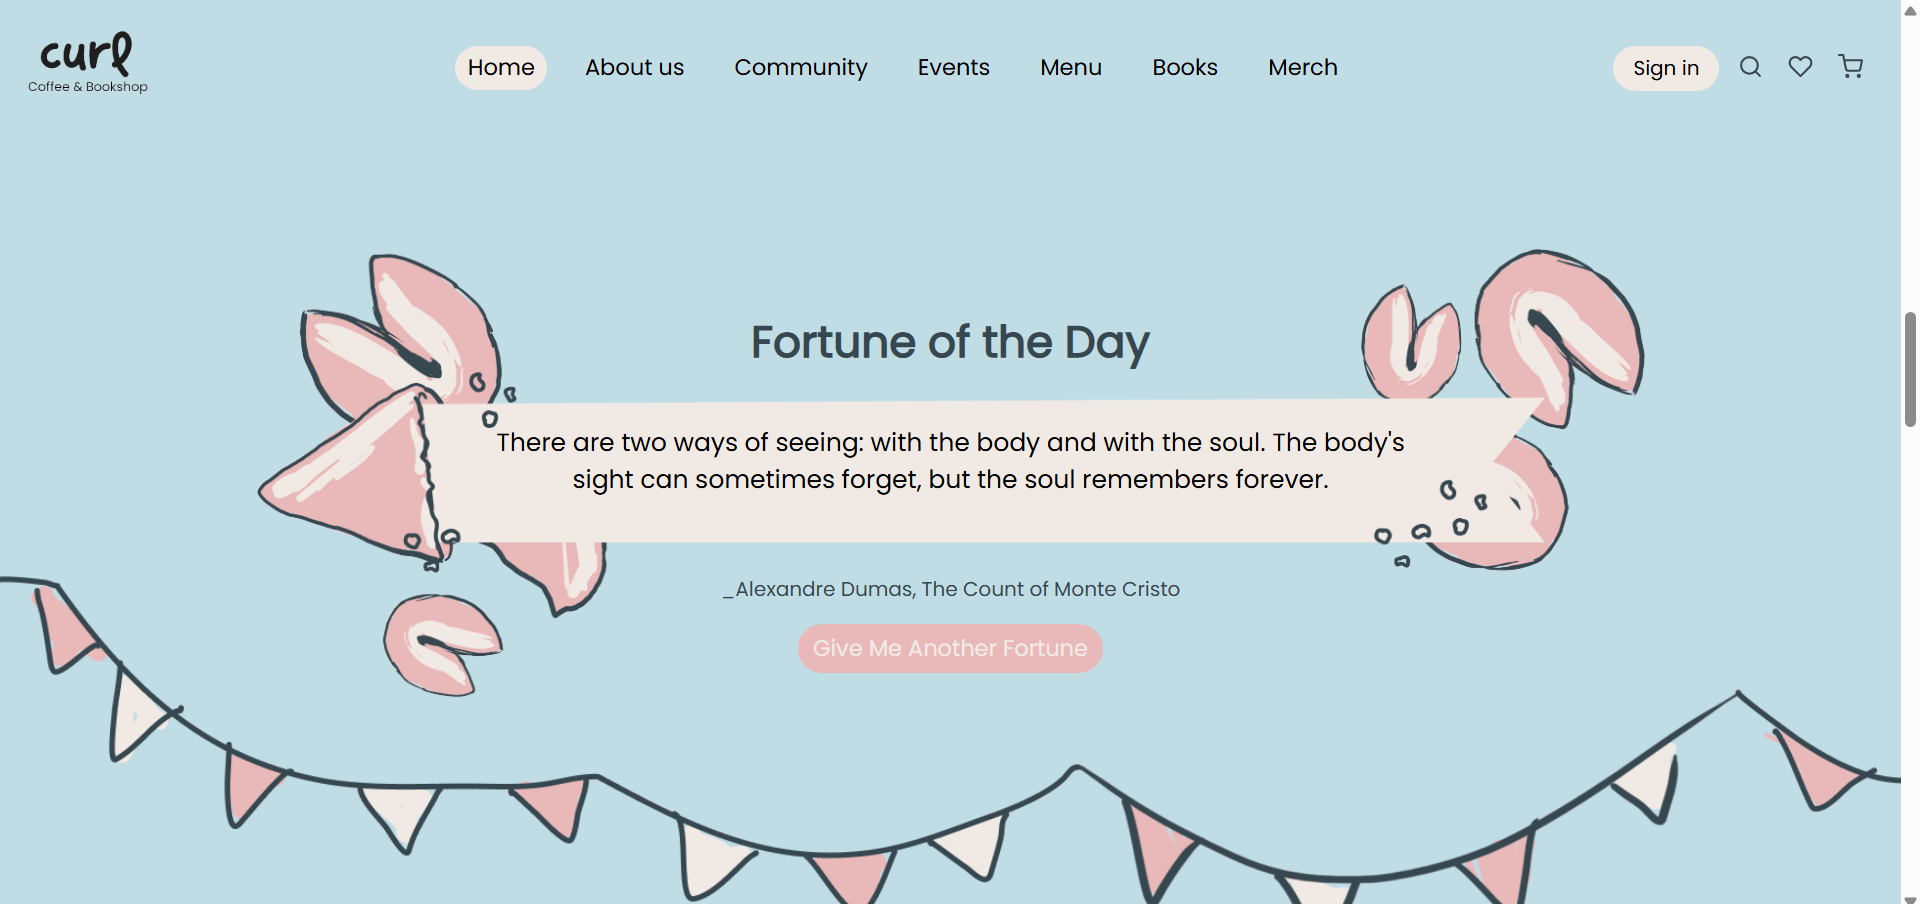 curl
Coffee & Bookshop
Home
About us
Community
Events
Menu
Books
Merch
Sign in
Fortune of the Day
There are two ways of seeing: with the body and with the soul. The body's
sight can sometimes forget, but the soul remembers forever.
_Alexandre Dumas, The Count of Monte Cristo
Give Me Another Fortune